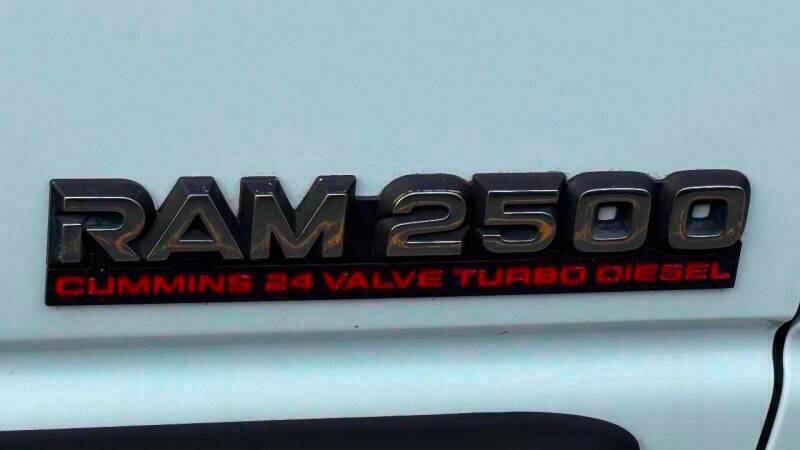 RAM 2500
CUMMINS 24 VALVE TURBO DIESEL